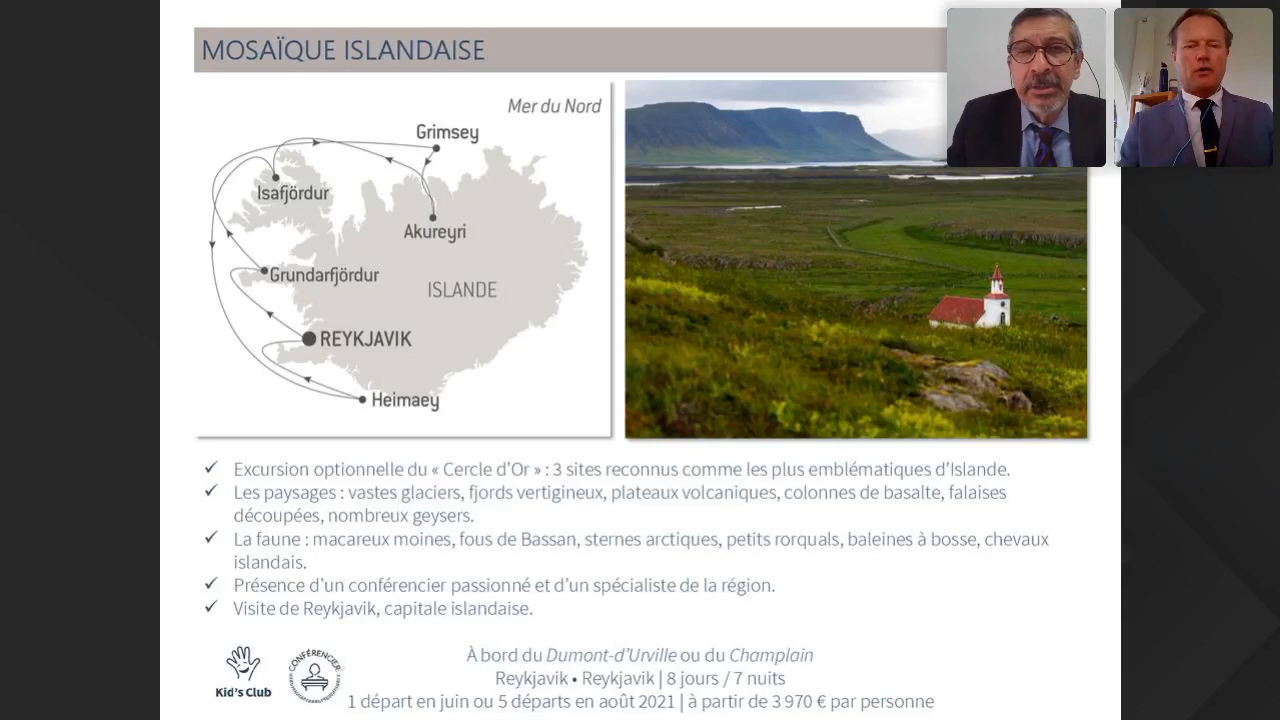 MOSAÏQUE ISLANDAISE
Mer du Nord
Grimsey
Isafjördur
Akureyri
Grundarfjördur
ISLANDE
REYKJAVIK
Heimaey
✓ Excursion optionnelle du « Cercle d’Or » : 3 sites reconnus comme les plus emblématiques d’Islande.
✓ Les paysages : vastes glaciers, fjords vertigineux, plateaux volcaniques, colonnes de basalte, falaises
découpées, nombreux geysers.
✓ La faune : macareux moines, fous de Bassan, sternes arctiques, petits rorquals, baleines à bosse, chevaux
islandais.
✓ Présence d’un conférencier passionné et d’un spécialiste de la région.
✓ Visite de Reykjavik, capitale islandaise.
Kid’s Club
CONFÉRENCIER
À bord du Dumont-d’Urville ou du Champlain
Reykjavik • Reykjavik | 8 jours / 7 nuits
1 départ en juin ou 5 départs en août 2021 | à partir de 3 970 € par personne